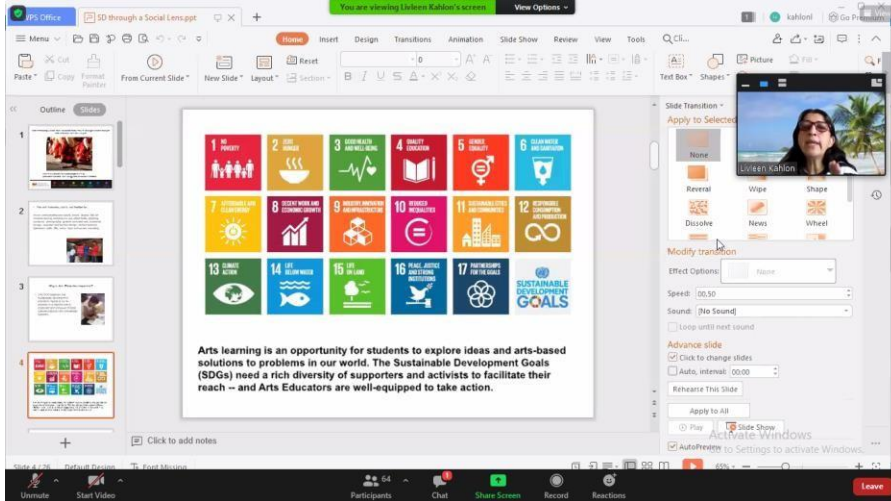 You are viewing Livleen Kahlon's screen
View Options
WPS Office
SD through a Social Lens.ppt
kahlonl
Menu
Home
Insert
Design
Transitions
Animation
Slide Show
Review
View
Tools
Cli...
Paste
Cut
Copy
Format Painter
From Current Slide
New Slide
Layout
Reset
Section
Text Box
Shapes
Picture
Fill
Outline
Slides
1
2
3
4
1 NO POVERTY
2 ZERO HUNGER
3 GOOD HEALTH AND WELL-BEING
4 QUALITY EDUCATION
5 GENDER EQUALITY
6 CLEAN WATER AND SANITATION
7 AFFORDABLE AND CLEAN ENERGY
8 DECENT WORK AND ECONOMIC GROWTH
9 INDUSTRY, INNOVATION AND INFRASTRUCTURE
10 REDUCED INEQUALITIES
11 SUSTAINABLE CITIES AND COMMUNITIES
12 RESPONSIBLE CONSUMPTION AND PRODUCTION
13 CLIMATE ACTION
14 LIFE BELOW WATER
15 LIFE ON LAND
16 PEACE, JUSTICE AND STRONG INSTITUTIONS
17 PARTNERSHIPS FOR THE GOALS
SUSTAINABLE DEVELOPMENT GOALS
Arts learning is an opportunity for students to explore ideas and arts-based
solutions to problems in our world. The Sustainable Development Goals
(SDGs) need a rich diversity of supporters and activists to facilitate their
reach -- and Arts Educators are well-equipped to take action.
Click to add notes
Slide Transition
Apply to Selected
Livleen Kahlon
None
Reveral
Wipe
Shape
Dissolve
News
Wheel
Modify transition
Effect Options:
None
Speed: 00.50
Sound: [No Sound]
Loop until next sound
Advance slide
Click to change slides
Auto, interval: 00:00
Rehearse This Slide
Apply to All
Play
Slide Show
AutoPreview
Activate Windows
to Settings to activate Windows.
Slide 4 / 26
Default Design
Font Missing
65%
Unmute
Start Video
64
Participants
Chat
Share Screen
Record
Reactions
Leave